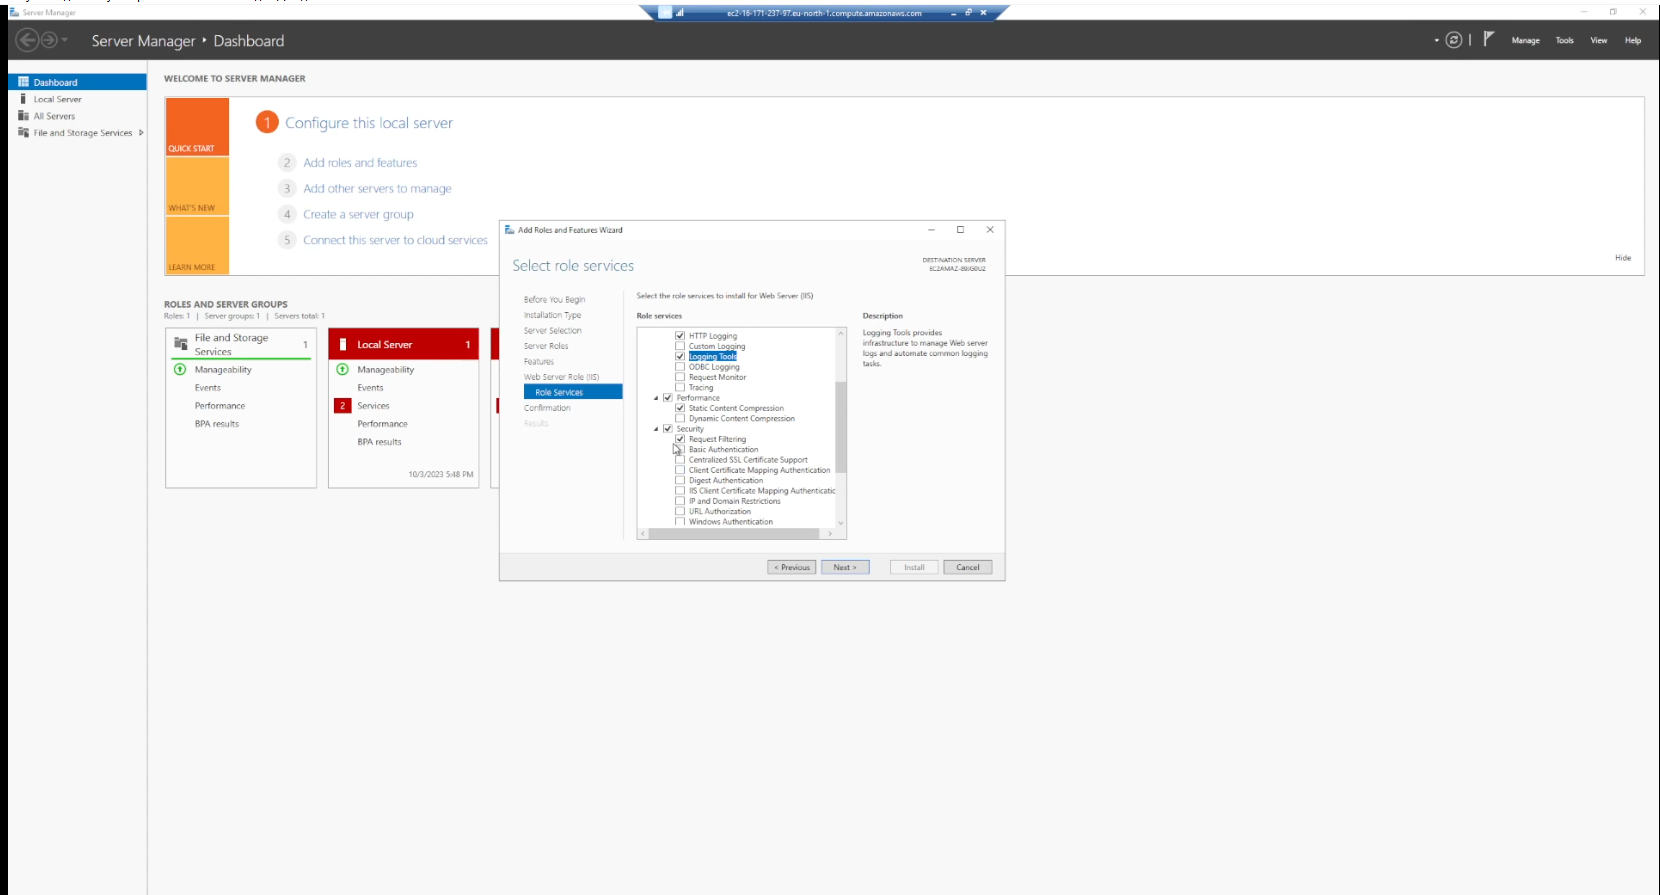 Server Manager
ec2-16-171-237-97.eu-north-1.compute.amazonaws.com
Server Manager • Dashboard
Manage Tools View Help
Dashboard
Local Server
All Servers
File and Storage Services
WELCOME TO SERVER MANAGER
QUICK START
WHAT'S NEW
LEARN MORE
1 Configure this local server
2 Add roles and features
3 Add other servers to manage
4 Create a server group
5 Connect this server to cloud services
Hide
ROLES AND SERVER GROUPS
Roles: 1 | Server groups: 1 | Servers total: 1
File and Storage Services 1
Manageability
Events
Performance
BPA results
Local Server 1
Manageability
Events
2 Services
Performance
BPA results
10/3/2023 5:48 PM
Add Roles and Features Wizard
Select role services
DESTINATION SERVER
Before You Begin
Installation Type
Server Selection
Server Roles
Features
Web Server Role (IIS)
Role Services
Confirmation
Results
Select the role services to install for Web Server (IIS)
Role services
HTTP Logging
Custom Logging
Logging Tools
ODBC Logging
Request Monitor
Tracing
Performance
Static Content Compression
Dynamic Content Compression
Security
Request Filtering
Basic Authentication
Centralized SSL Certificate Support
Client Certificate Mapping Authentication
Digest Authentication
IIS Client Certificate Mapping Authenticatic
IP and Domain Restrictions
URL Authorization
Windows Authentication
Description
Logging Tools provides
infrastructure to manage Web server
logs and automate common logging
tasks.
< Previous Next > Install Cancel